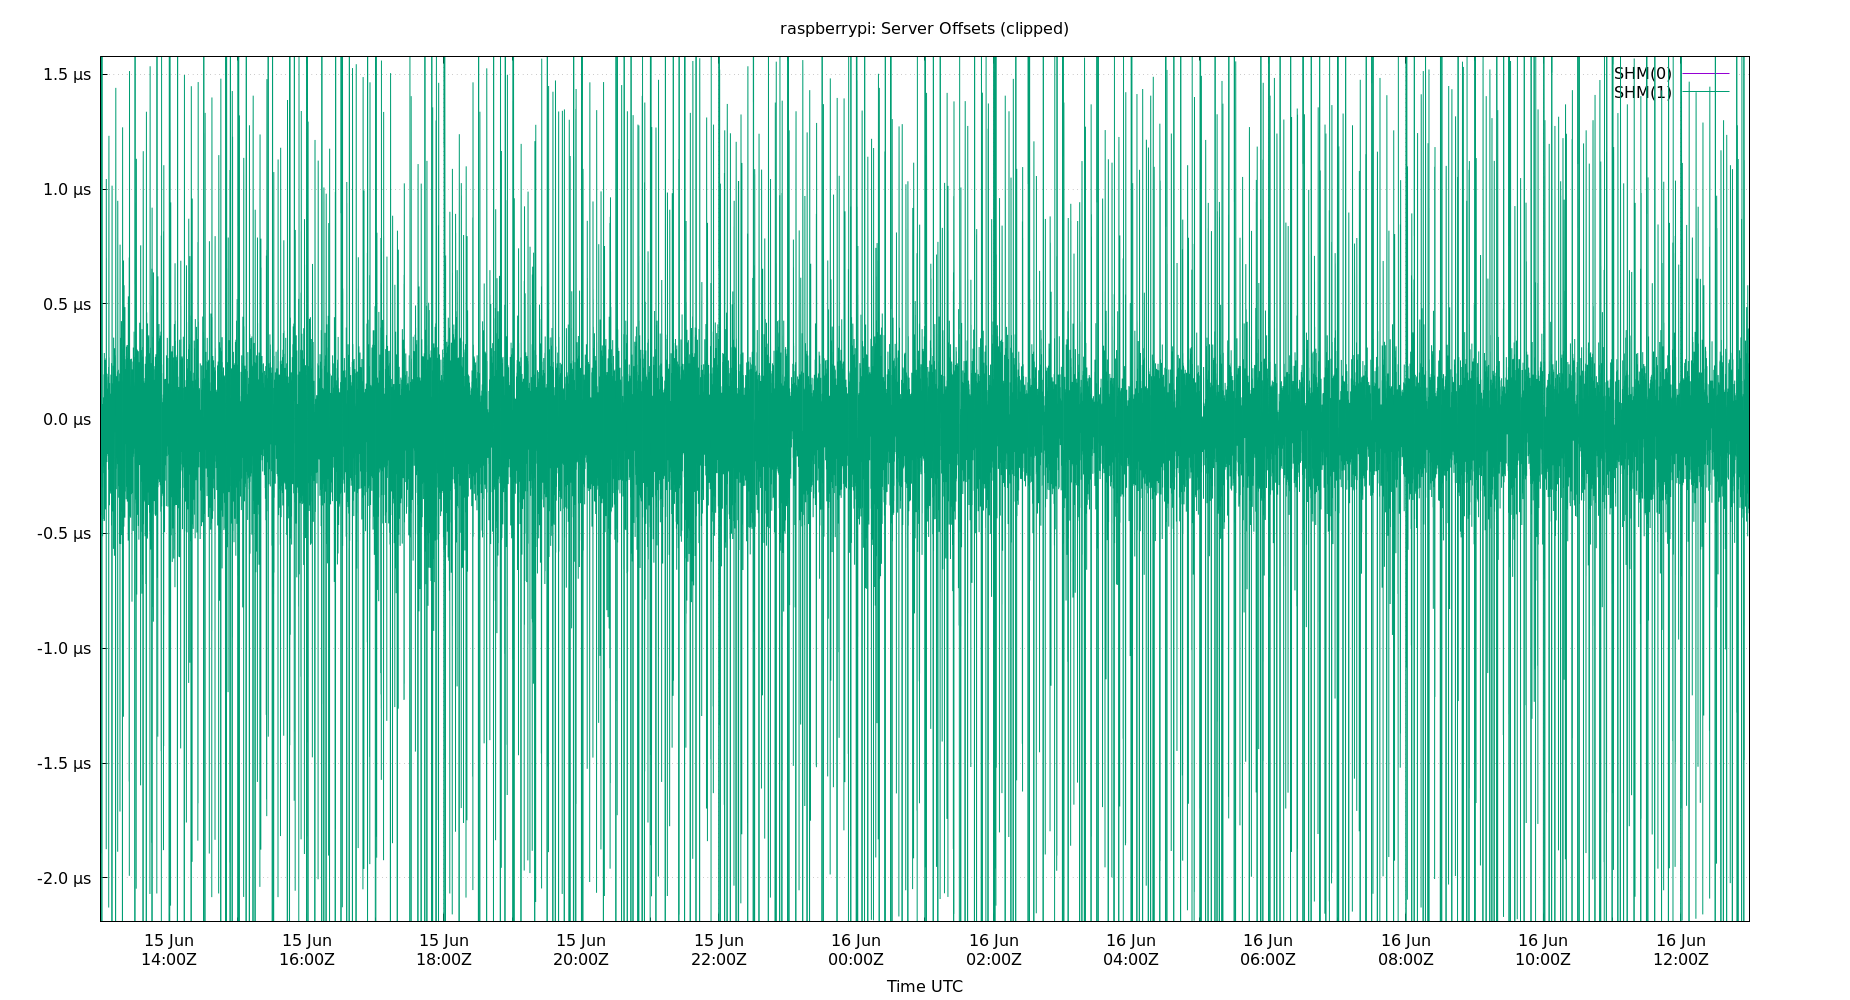 raspberrypi: Server Offsets (clipped)
1.5 µs
1.0 µs
0.5 µs
0.0 µs
-0.5 µs
-1.0 µs
-1.5 µs
-2.0 µs
SHM(0)
SHM(1)
15 Jun 15 Jun 15 Jun 15 Jun 15 Jun 16 Jun 16 Jun 16 Jun 16 Jun 16 Jun 16 Jun 16 Jun
14:00Z 16:00Z 18:00Z 20:00Z 22:00Z 00:00Z 02:00Z 04:00Z 06:00Z 08:00Z 10:00Z 12:00Z
Time UTC